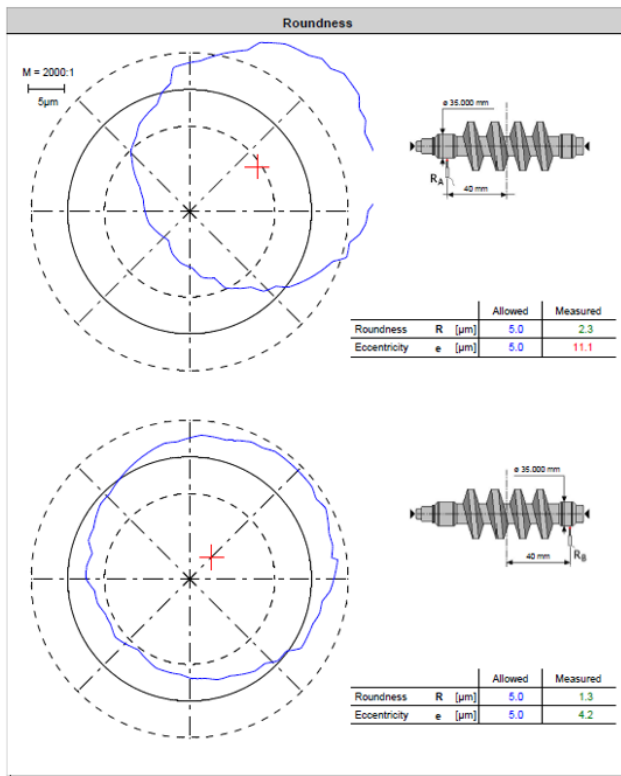 Roundness
M = 2000:1
5µm
ø 35.000 mm
R_A
40 mm
Allowed Measured
Roundness R [µm] 5.0 2.3
Eccentricity e [µm] 5.0 11.1
ø 35.000 mm
40 mm
R_B
Allowed Measured
Roundness R [µm] 5.0 1.3
Eccentricity e [µm] 5.0 4.2